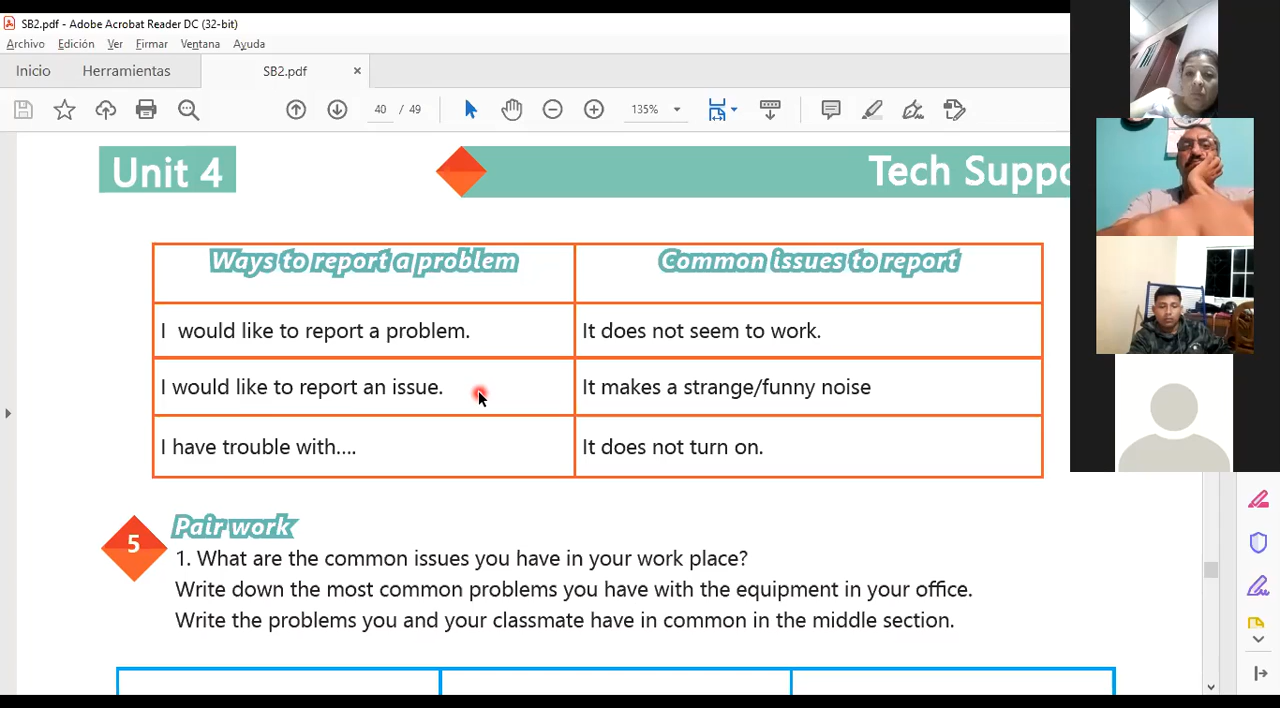 SB2.pdf - Adobe Acrobat Reader DC (32-bit)
Archivo Edición Ver Firmar Ventana Ayuda
Inicio Herramientas SB2.pdf ×
40 / 49 135%
Unit 4
Tech Suppo
Ways to report a problem Common issues to report
I would like to report a problem. It does not seem to work.
I would like to report an issue. It makes a strange/funny noise
I have trouble with.... It does not turn on.
5 Pair work
1. What are the common issues you have in your work place?
Write down the most common problems you have with the equipment in your office.
Write the problems you and your classmate have in common in the middle section.